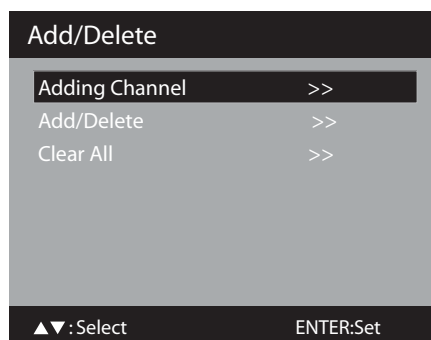 Add/Delete
Adding Channel >>
Add/Delete >>
Clear All >>
▲▼: Select ENTER:Set